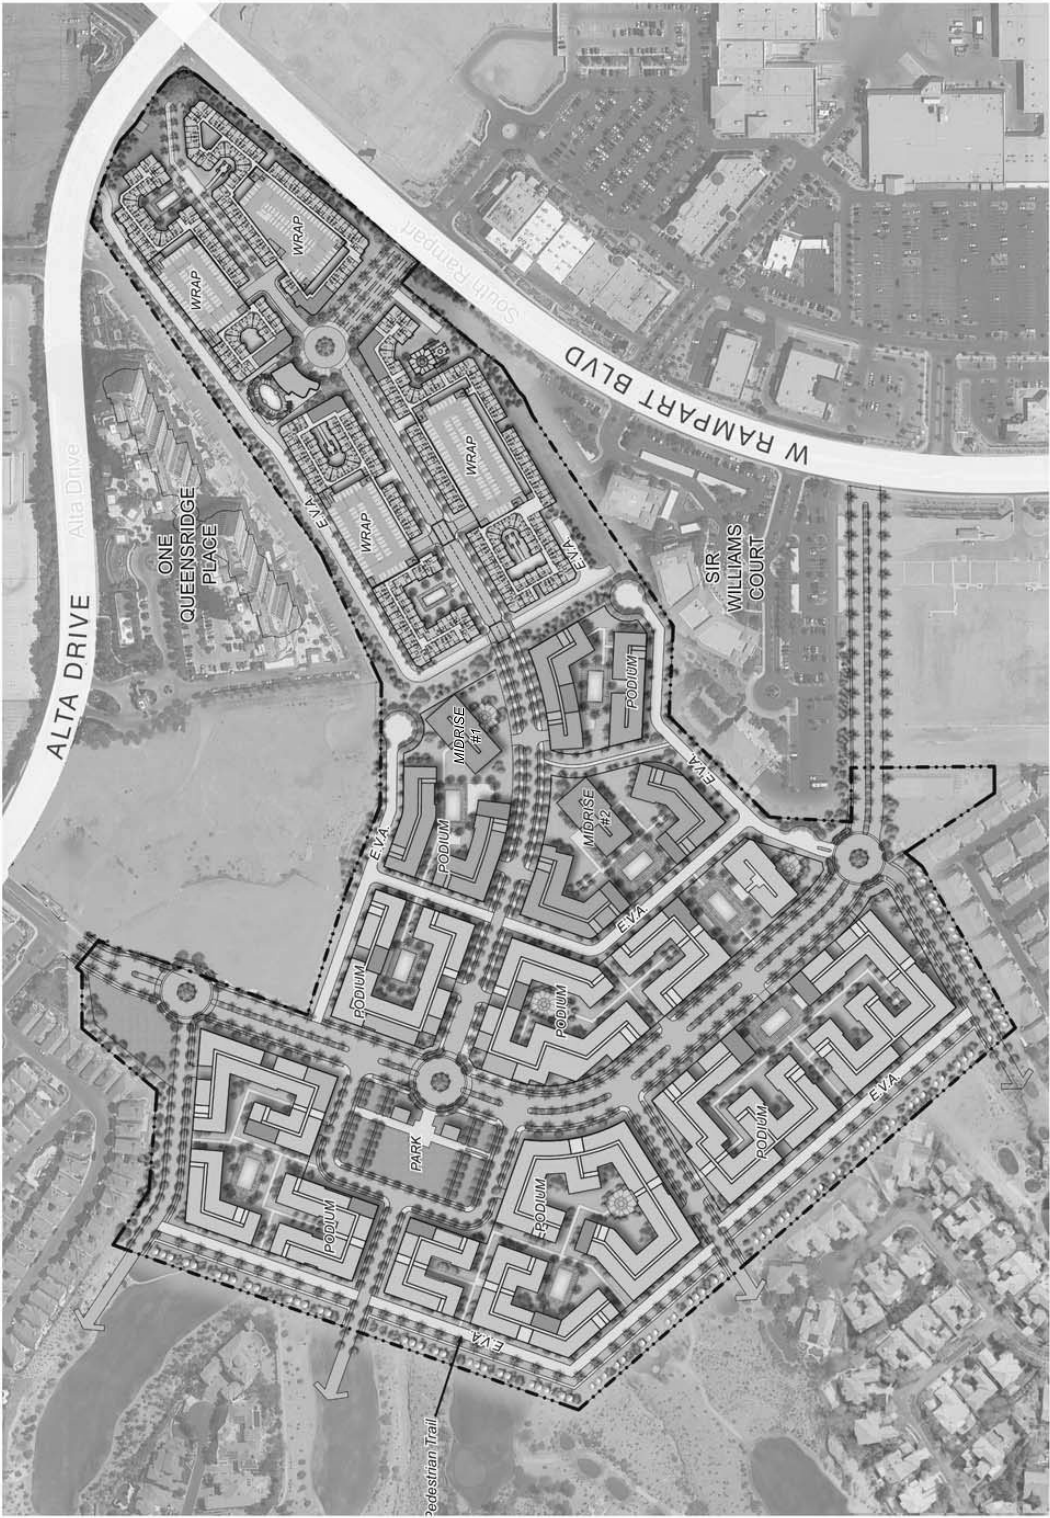 WRAP
WRAP
South Rampart
W RAMPART BLVD
Alta Drive
ALTA DRIVE
ONE
QUEENSRIDGE
PLACE
E.V.A.
WRAP
WRAP
E.V.A.
SIR
WILLIAMS
COURT
PODIUM
MIDRISE
#1
E.V.A.
MIDRISE
#2
E.V.A.
PODIUM
E.V.A.
PODIUM
PODIUM
E.V.A.
PARK
PODIUM
PODIUM
PODIUM
E.V.A.
Pedestrian Trail